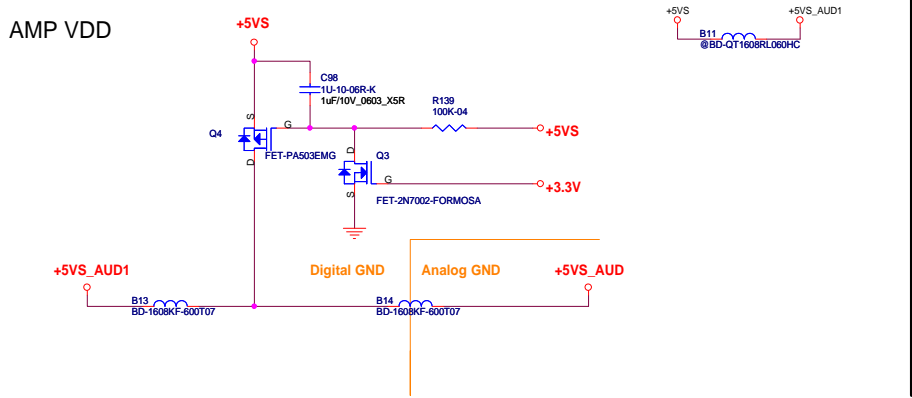 AMP VDD
+5VS
+5VS
+5VS_AUD1
B11
@BD-QT1608RL060HC
C98
1U-10-06R-K
1uF/10V_0603_X5R
R139
100K-04
S
G
Q4
D
FET-PA503EMG
+5VS
D
Q3
G
S
+3.3V
FET-2N7002-FORMOSA
+5VS_AUD1
Digital GND
Analog GND
+5VS_AUD
B13
BD-1608KF-600T07
B14
BD-1608KF-600T07